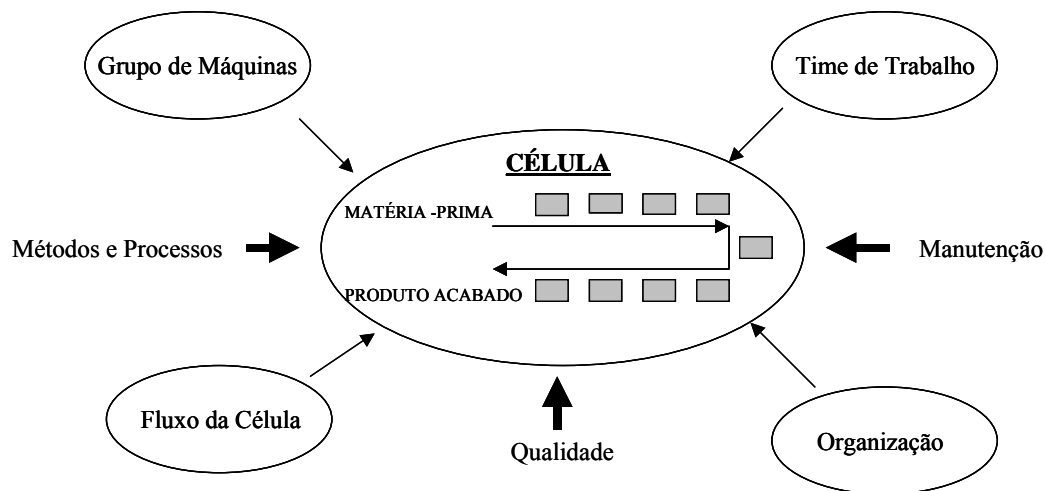 Grupo de Máquinas
Time de Trabalho
CÉLULA
MATÉRIA -PRIMA
Métodos e Processos
Manutenção
PRODUTO ACABADO
Fluxo da Célula
Qualidade
Organização